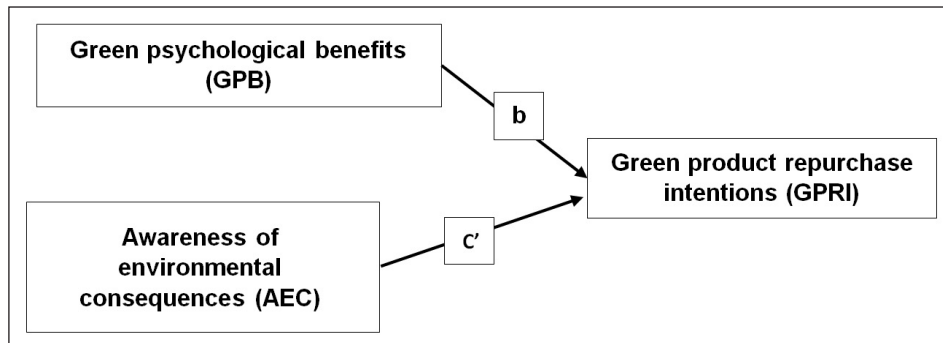 Green psychological benefits
(GPB)
b
Green product repurchase
intentions (GPRI)
Awareness of
environmental
consequences (AEC)
C’